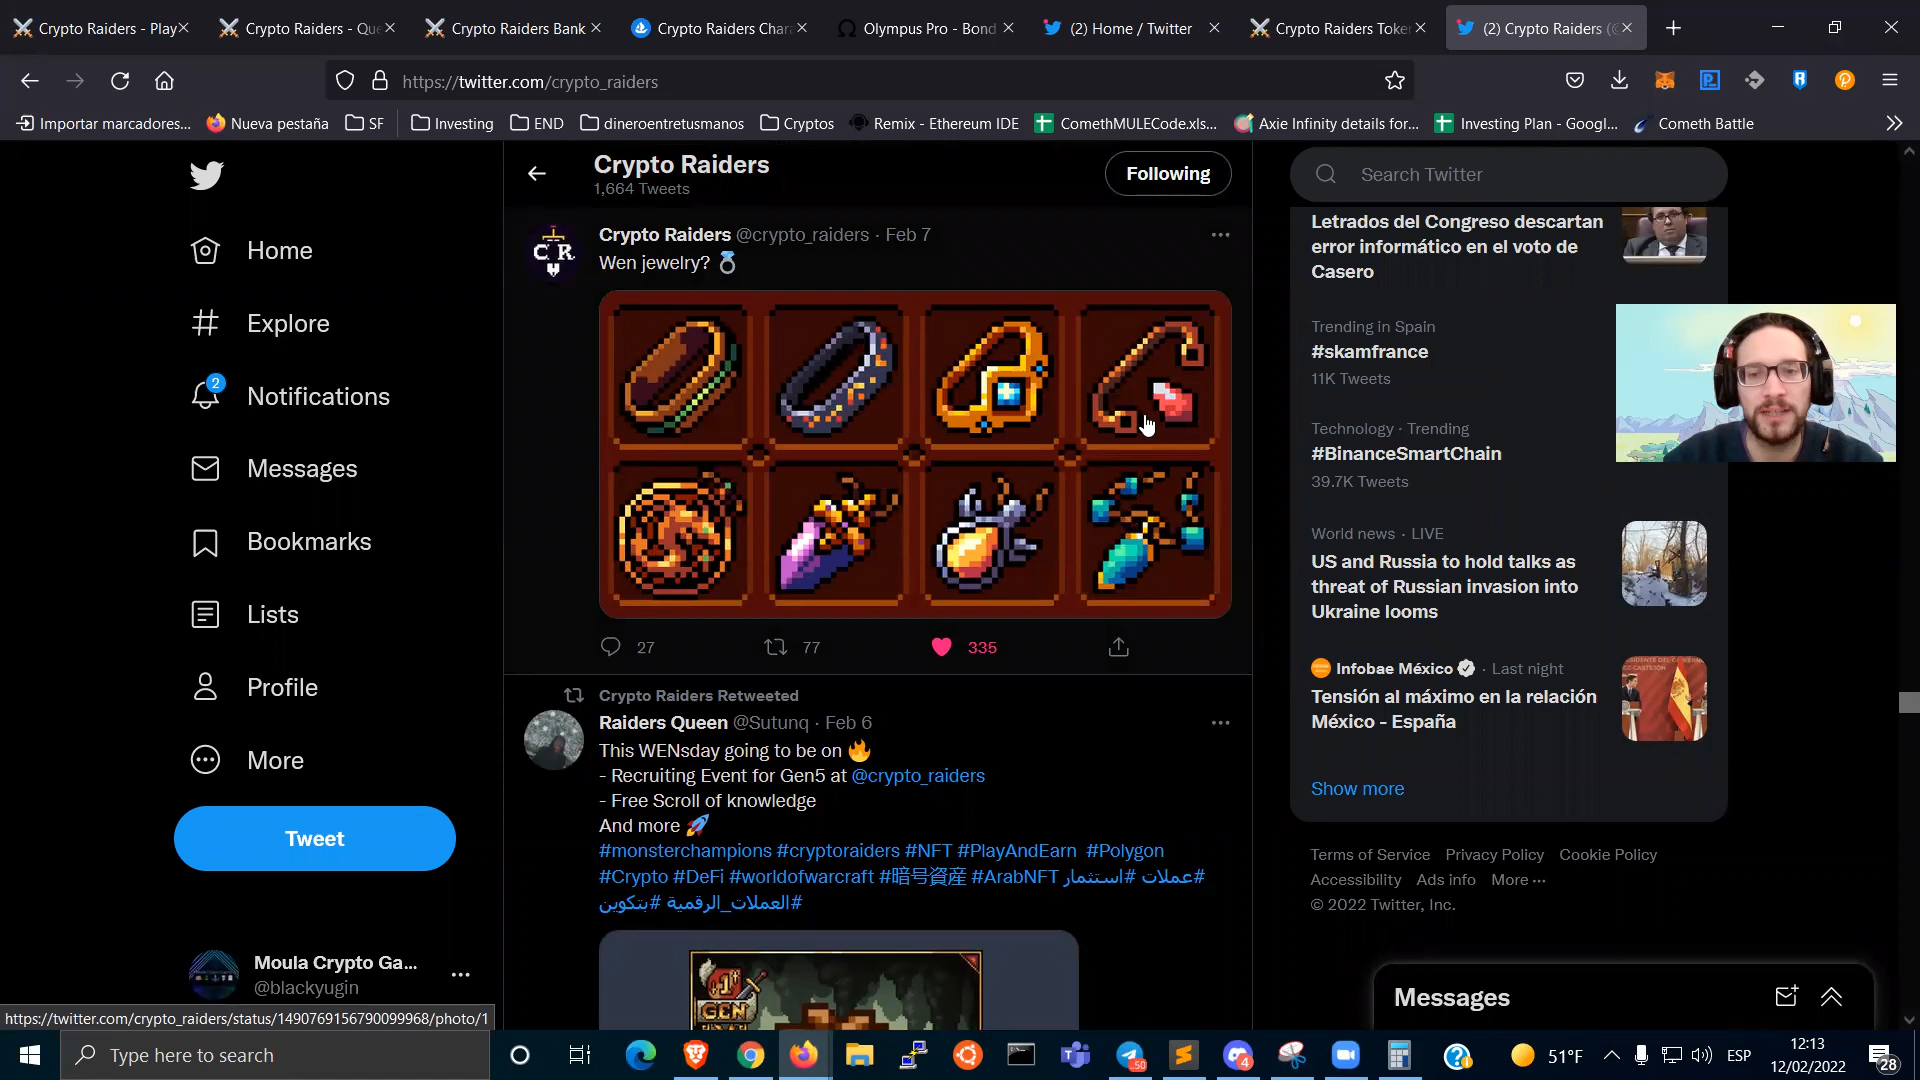 Crypto Raiders - Play
Crypto Raiders - Que
Crypto Raiders Bank
Crypto Raiders Chara
Olympus Pro - Bond
(2) Home / Twitter
Crypto Raiders Token
(2) Crypto Raiders (@
https://twitter.com/crypto_raiders
Importar marcadores...
Nueva pestaña
SF
Investing
END
dineroentretusmanos
Cryptos
Remix - Ethereum IDE
ComethMULECode.xls...
Axie Infinity details for...
Investing Plan - Googl...
Cometh Battle
Home
Explore
2
Notifications
Messages
Bookmarks
Lists
Profile
More
Tweet
Moula Crypto Ga...
@blackyugin
https://twitter.com/crypto_raiders/status/1490769156790099968/photo/1
Crypto Raiders
1,664 Tweets
Following
CR
Crypto Raiders @crypto_raiders · Feb 7
Wen jewelry?
27
77
335
Crypto Raiders Retweeted
Raiders Queen @Sutunq · Feb 6
This WENsday going to be on 🔥
- Recruiting Event for Gen5 at @crypto_raiders
- Free Scroll of knowledge
And more 🚀
#monsterchampions #cryptoraiders #NFT #PlayAndEarn #Polygon
#Crypto #DeFi #worldofwarcraft #暗号資産 #ArabNFT #عملات #استثمار
#العملات_الرقمية #بتكوين
+1
GEN
Search Twitter
Letrados del Congreso descartan
error informático en el voto de
Casero
Trending in Spain
#skamfrance
11K Tweets
Technology · Trending
#BinanceSmartChain
39.7K Tweets
World news · LIVE
US and Russia to hold talks as
threat of Russian invasion into
Ukraine looms
Infobae México · Last night
Tensión al máximo en la relación
México - España
Show more
Terms of Service Privacy Policy Cookie Policy
Accessibility Ads info More ···
© 2022 Twitter, Inc.
Messages
Type here to search
50
4
51°F
ESP
12:13
12/02/2022
28